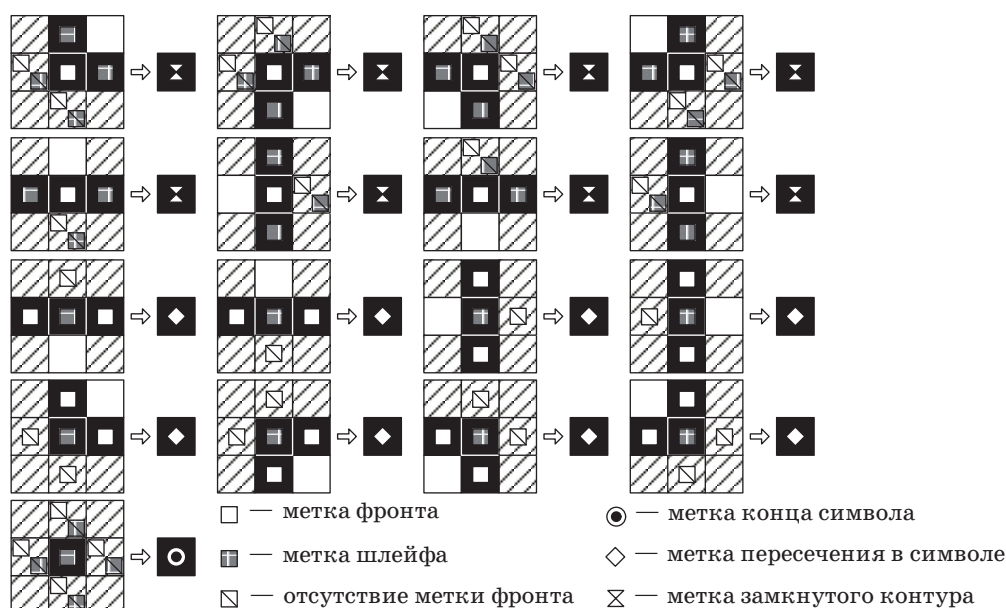 — метка фронта
— метка конца символа
— метка шлейфа
— метка пересечения в символе
— отсутствие метки фронта
— метка замкнутого контура